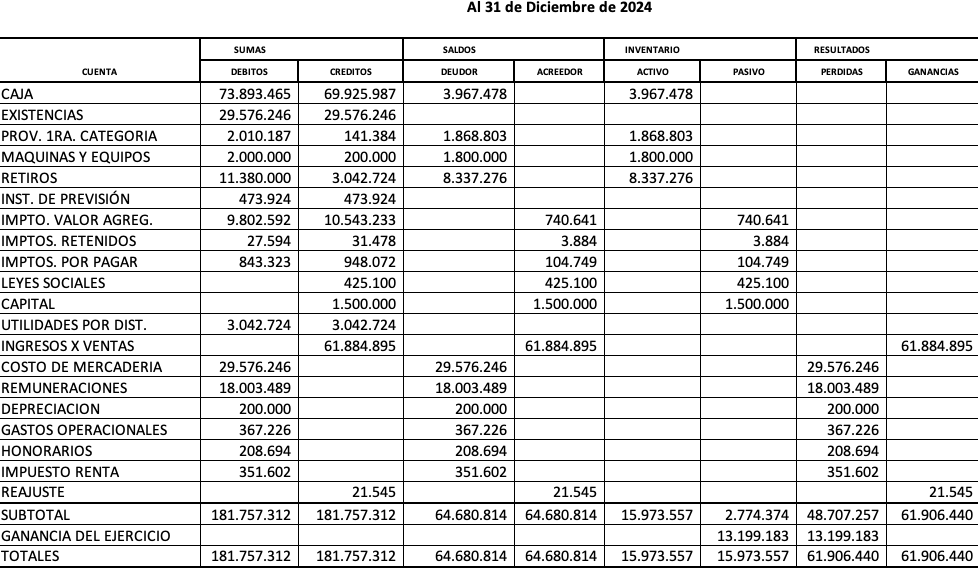 Al 31 de Diciembre de 2024
SUMAS SALDOS INVENTARIO RESULTADOS
CUENTA DEBITOS CREDITOS DEUDOR ACREEDOR ACTIVO PASIVO PERDIDAS GANANCIAS
CAJA 73.893.465 69.925.987 3.967.478 3.967.478
EXISTENCIAS 29.576.246 29.576.246
PROV. 1RA. CATEGORIA 2.010.187 141.384 1.868.803 1.868.803
MAQUINAS Y EQUIPOS 2.000.000 200.000 1.800.000 1.800.000
RETIROS 11.380.000 3.042.724 8.337.276 8.337.276
INST. DE PREVISIÓN 473.924 473.924
IMPTO. VALOR AGREG. 9.802.592 10.543.233 740.641 740.641
IMPTOS. RETENIDOS 27.594 31.478 3.884 3.884
IMPTOS. POR PAGAR 843.323 948.072 104.749 104.749
LEYES SOCIALES 425.100 425.100 425.100
CAPITAL 1.500.000 1.500.000 1.500.000
UTILIDADES POR DIST. 3.042.724 3.042.724
INGRESOS X VENTAS 61.884.895 61.884.895 61.884.895
COSTO DE MERCADERIA 29.576.246 29.576.246 29.576.246
REMUNERACIONES 18.003.489 18.003.489 18.003.489
DEPRECIACION 200.000 200.000 200.000
GASTOS OPERACIONALES 367.226 367.226 367.226
HONORARIOS 208.694 208.694 208.694
IMPUESTO RENTA 351.602 351.602 351.602
REAJUSTE 21.545 21.545 21.545
SUBTOTAL 181.757.312 181.757.312 64.680.814 64.680.814 15.973.557 2.774.374 48.707.257 61.906.440
GANANCIA DEL EJERCICIO 13.199.183 13.199.183
TOTALES 181.757.312 181.757.312 64.680.814 64.680.814 15.973.557 15.973.557 61.906.440 61.906.440